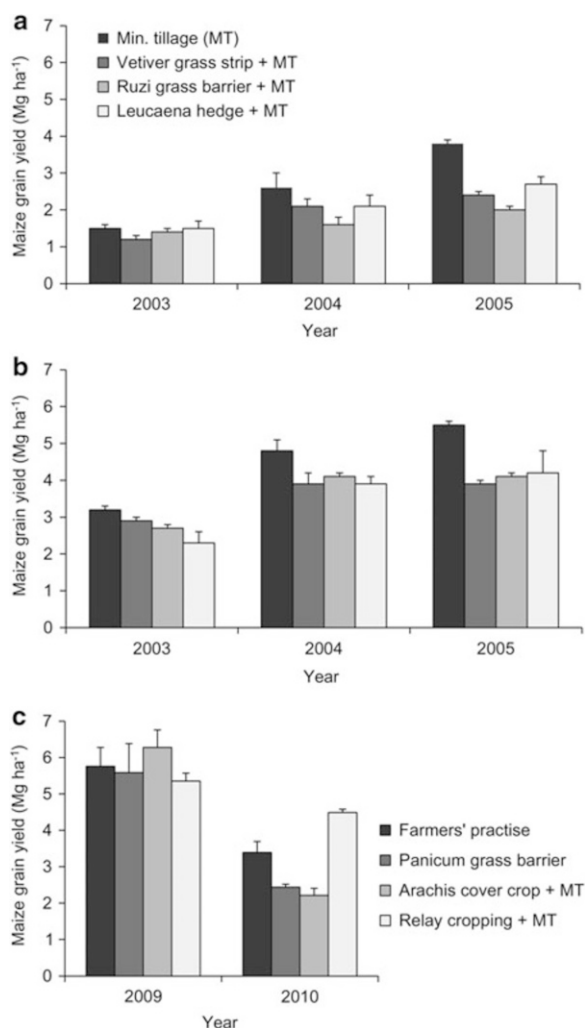 a
Maize grain yield (Mg ha⁻¹)
7
6
5
4
3
2
1
0
Min. tillage (MT)
Vetiver grass strip + MT
Ruzi grass barrier + MT
Leucaena hedge + MT
2003 2004 2005
Year
b
Maize grain yield (Mg ha⁻¹)
7
6
5
4
3
2
1
0
2003 2004 2005
Year
c
Maize grain yield (Mg ha⁻¹)
7
6
5
4
3
2
1
0
Farmers' practise
Panicum grass barrier
Arachis cover crop + MT
Relay cropping + MT
2009 2010
Year